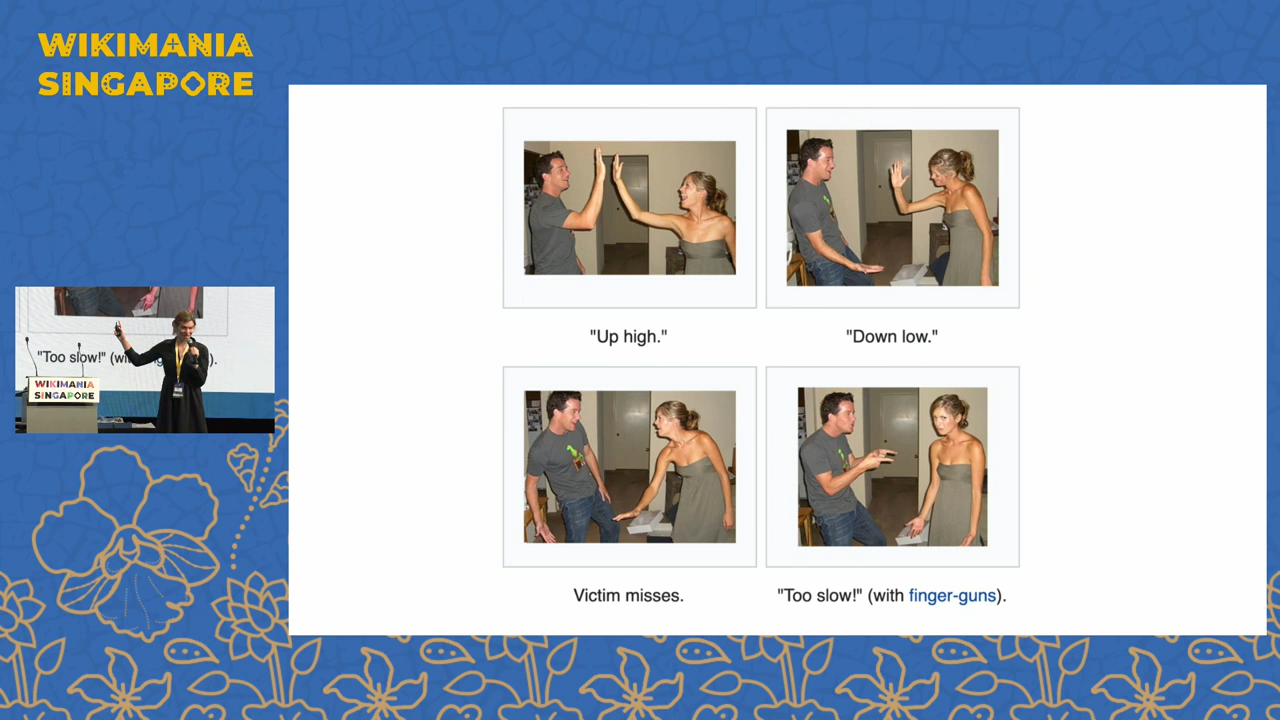 WIKIMANIA
SINGAPORE
"Up high."
"Down low."
Victim misses.
"Too slow!" (with finger-guns).
"Too slow!" (wi
).
WIKIMANIA
SINGAPORE